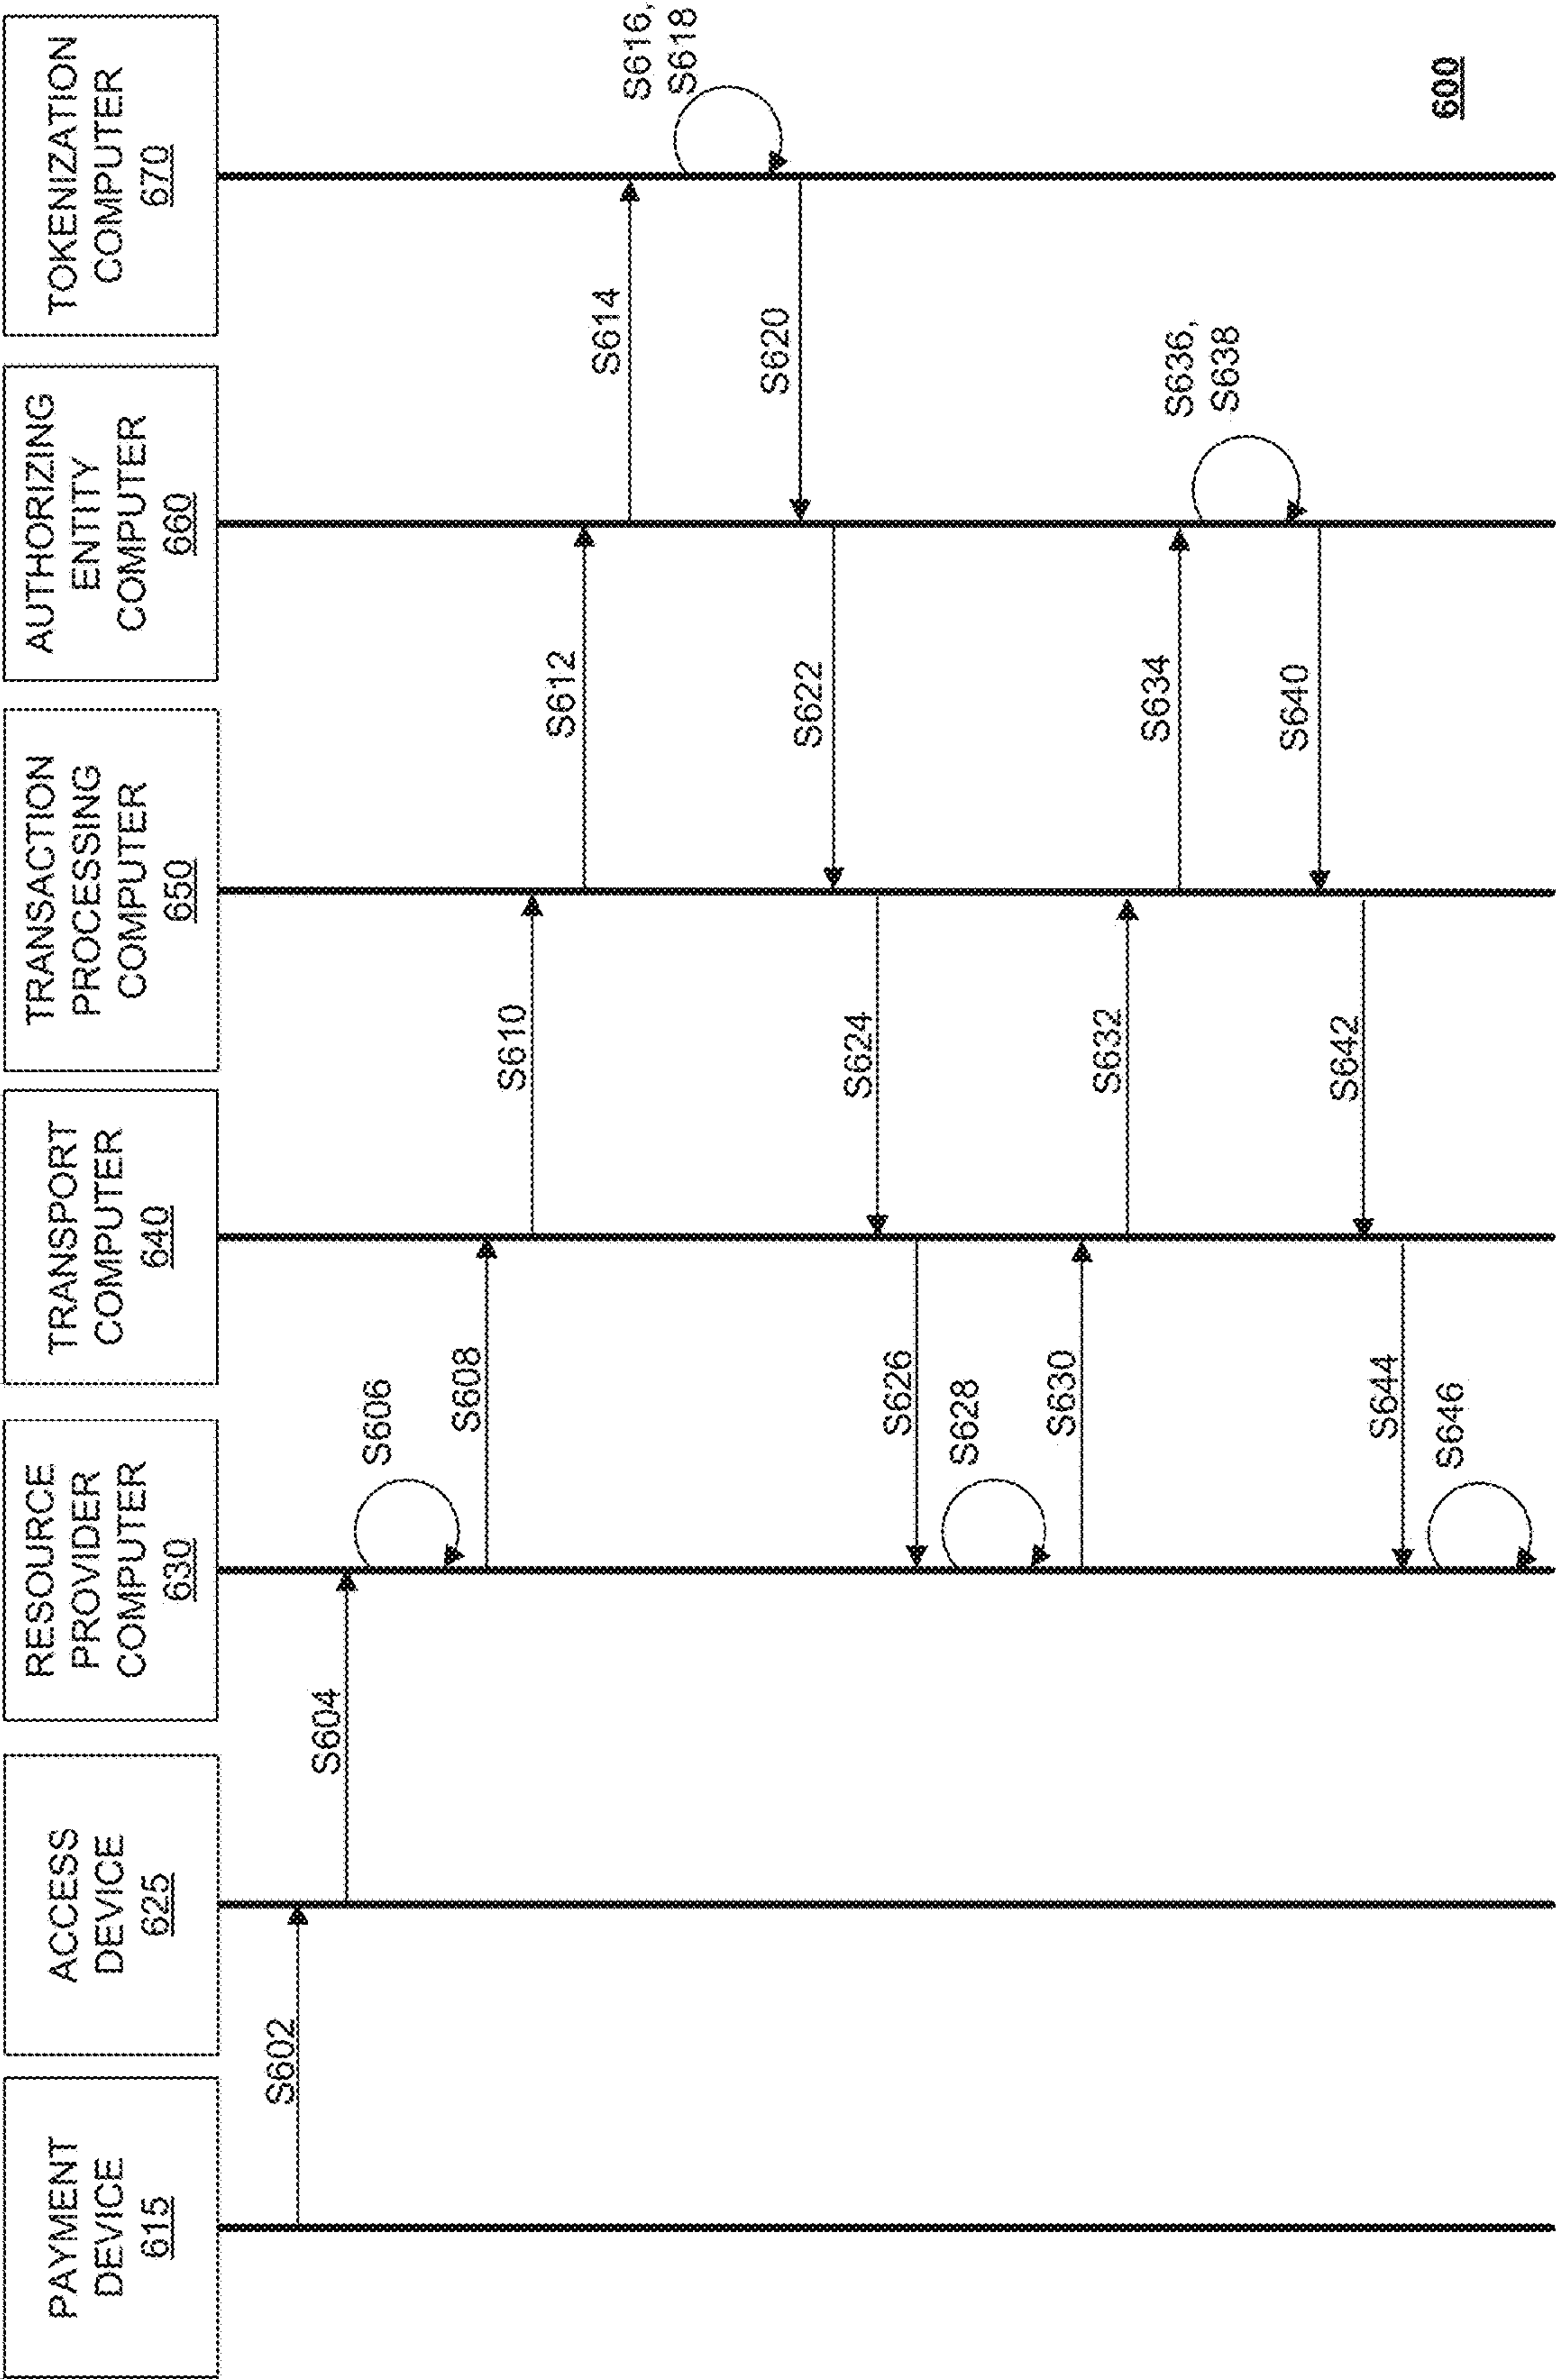 PAYMENT
DEVICE
615
ACCESS
DEVICE
625
RESOURCE
PROVIDER
COMPUTER
630
TRANSPORT
COMPUTER
640
TRANSACTION
PROCESSING
COMPUTER
650
AUTHORIZING
ENTITY
COMPUTER
660
TOKENIZATION
COMPUTER
670
S602
S604
S606
S608
S610
S612
S614
S616,
S618
S620
S622
S624
S626
S628
S630
S632
S634
S636,
S638
S640
S642
S644
S646
600